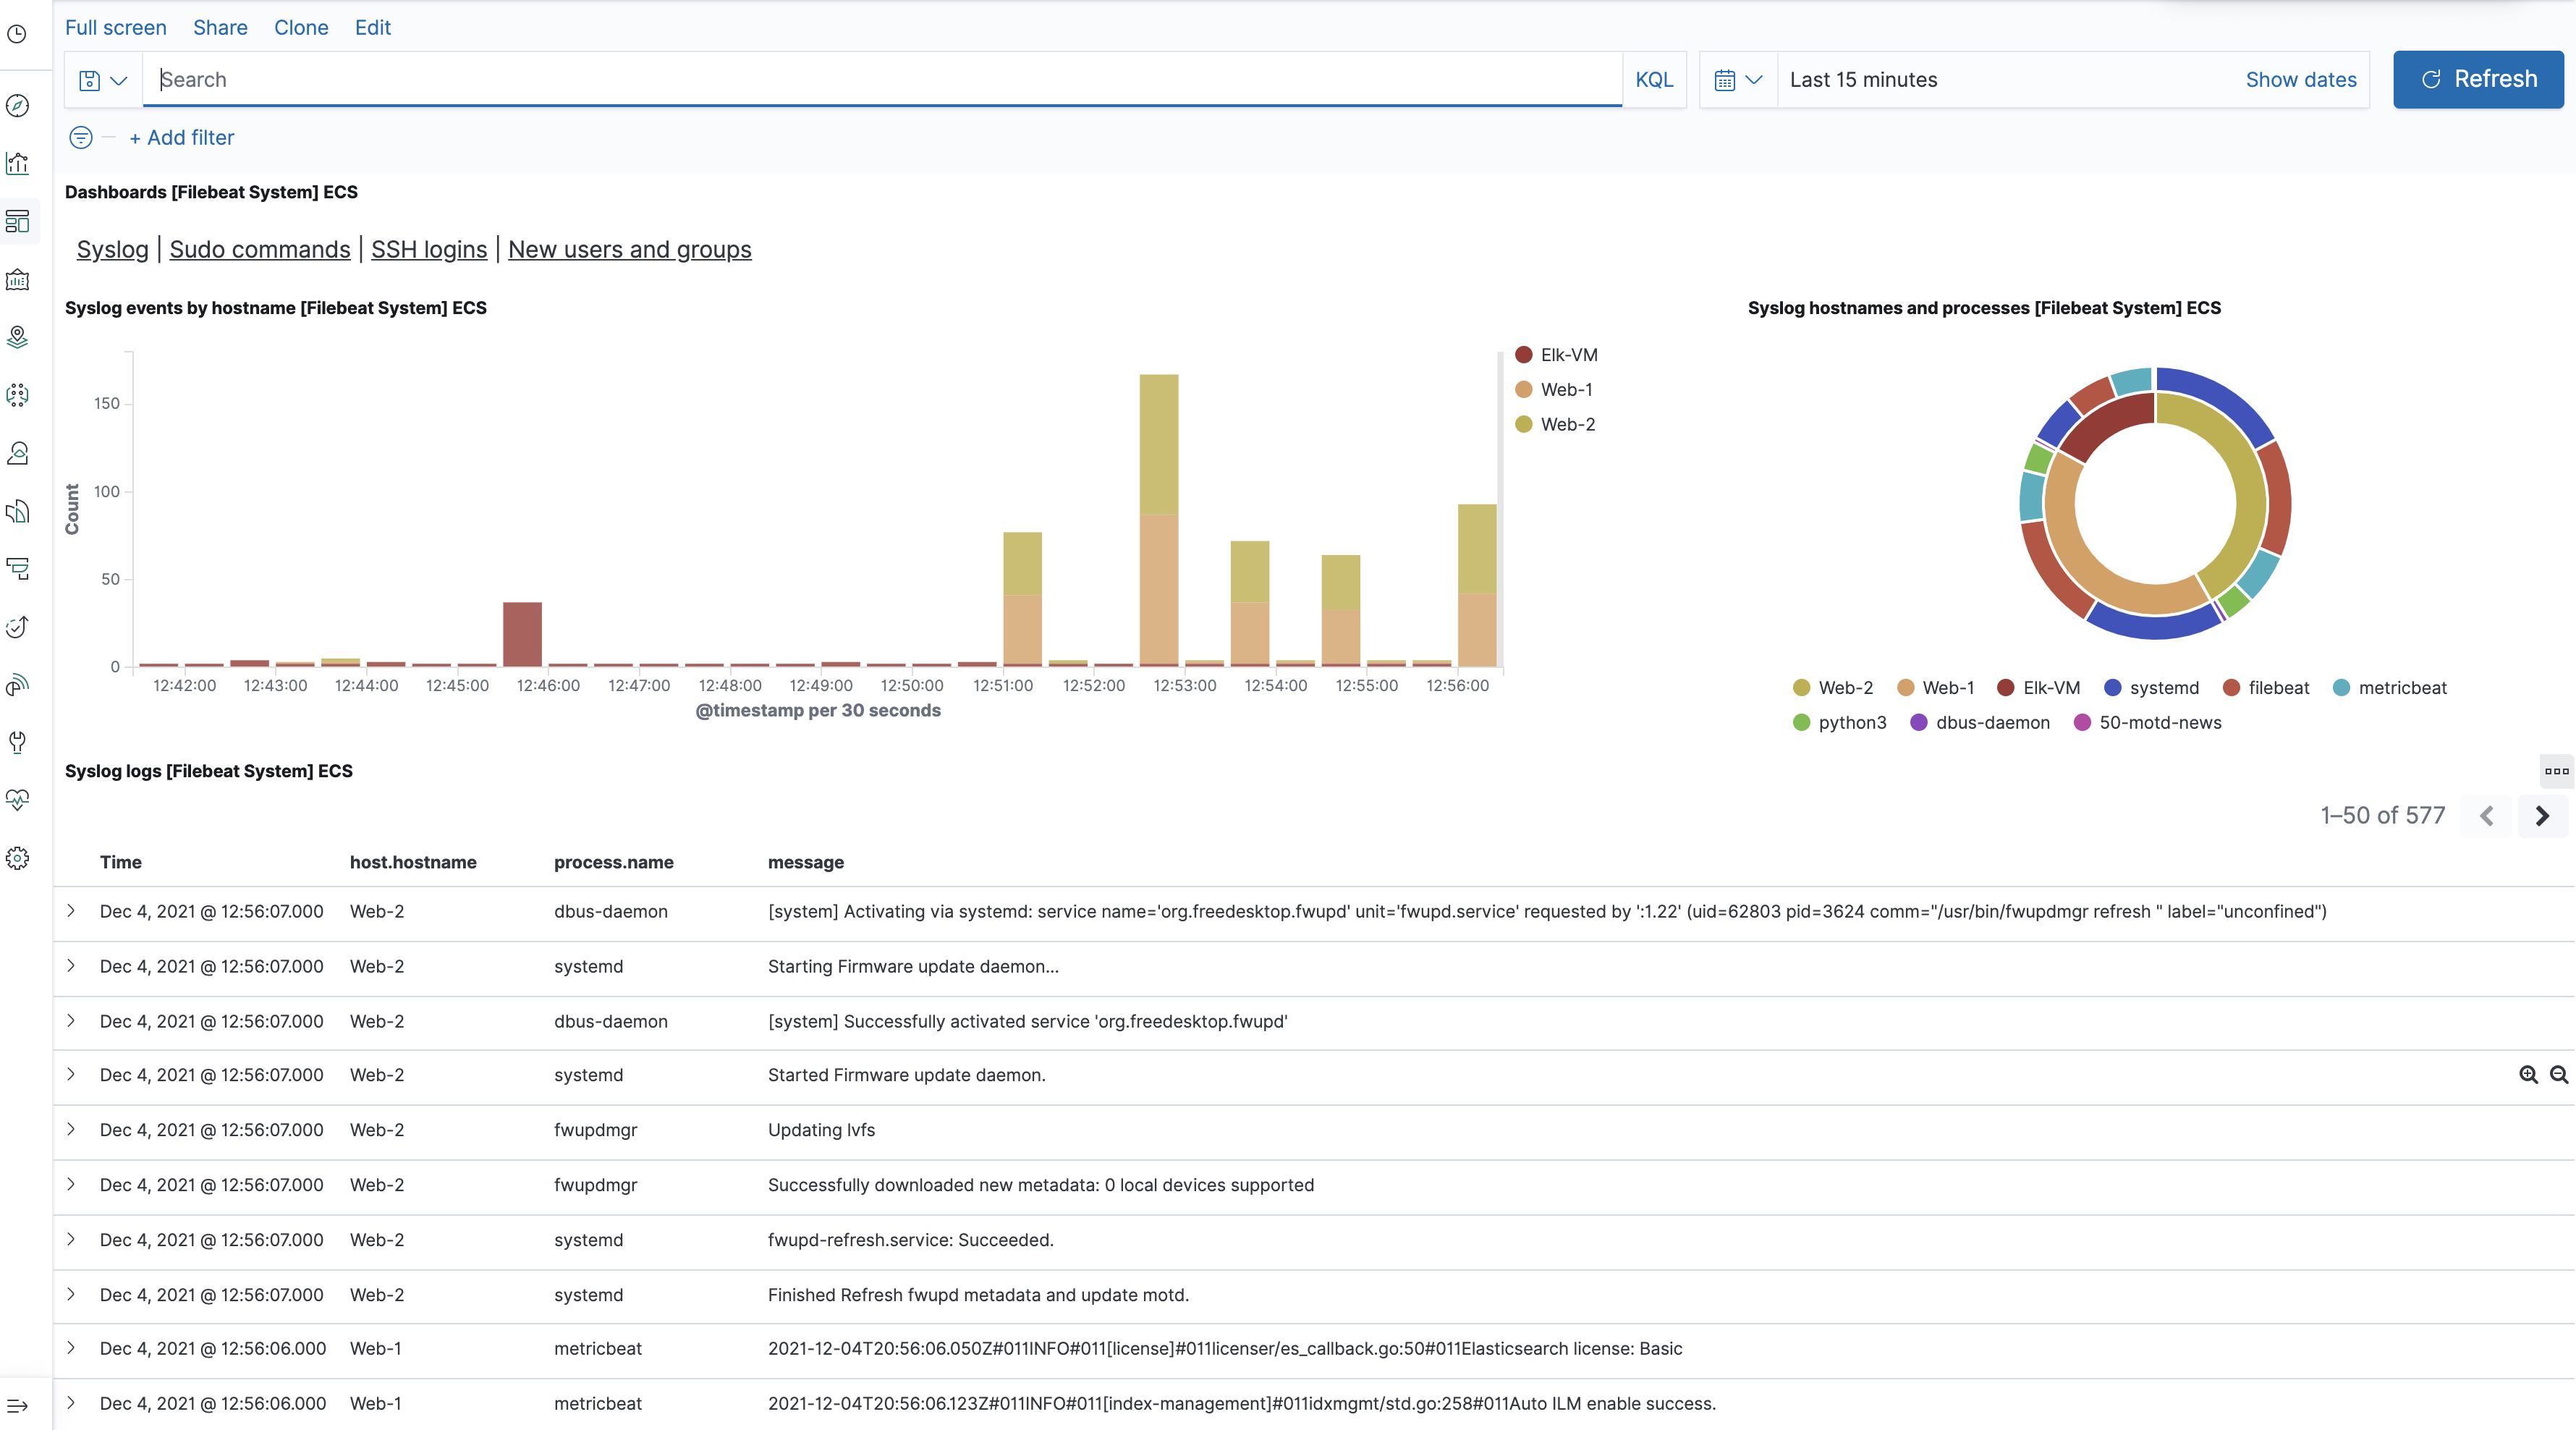 Full screen Share Clone Edit
Search KQL Last 15 minutes Show dates Refresh
+ Add filter
Dashboards [Filebeat System] ECS
Syslog | Sudo commands | SSH logins | New users and groups
Syslog events by hostname [Filebeat System] ECS
Count
150
100
50
0
12:42:00 12:43:00 12:44:00 12:45:00 12:46:00 12:47:00 12:48:00 12:49:00 12:50:00 12:51:00 12:52:00 12:53:00 12:54:00 12:55:00 12:56:00
@timestamp per 30 seconds
Elk-VM
Web-1
Web-2
Syslog hostnames and processes [Filebeat System] ECS
Web-2 Web-1 Elk-VM systemd filebeat metricbeat
python3 dbus-daemon 50-motd-news
Syslog logs [Filebeat System] ECS
1–50 of 577
Time host.hostname process.name message
Dec 4, 2021 @ 12:56:07.000 Web-2 dbus-daemon [system] Activating via systemd: service name='org.freedesktop.fwupd' unit='fwupd.service' requested by ':1.22' (uid=62803 pid=3624 comm="/usr/bin/fwupdmgr refresh " label="unconfined")
Dec 4, 2021 @ 12:56:07.000 Web-2 systemd Starting Firmware update daemon...
Dec 4, 2021 @ 12:56:07.000 Web-2 dbus-daemon [system] Successfully activated service 'org.freedesktop.fwupd'
Dec 4, 2021 @ 12:56:07.000 Web-2 systemd Started Firmware update daemon.
Dec 4, 2021 @ 12:56:07.000 Web-2 fwupdmgr Updating lvfs
Dec 4, 2021 @ 12:56:07.000 Web-2 fwupdmgr Successfully downloaded new metadata: 0 local devices supported
Dec 4, 2021 @ 12:56:07.000 Web-2 systemd fwupd-refresh.service: Succeeded.
Dec 4, 2021 @ 12:56:07.000 Web-2 systemd Finished Refresh fwupd metadata and update motd.
Dec 4, 2021 @ 12:56:06.000 Web-1 metricbeat 2021-12-04T20:56:06.050Z#011INFO#011[license]#011licenser/es_callback.go:50#011Elasticsearch license: Basic
Dec 4, 2021 @ 12:56:06.000 Web-1 metricbeat 2021-12-04T20:56:06.123Z#011INFO#011[index-management]#011idxmgmt/std.go:258#011Auto ILM enable success.